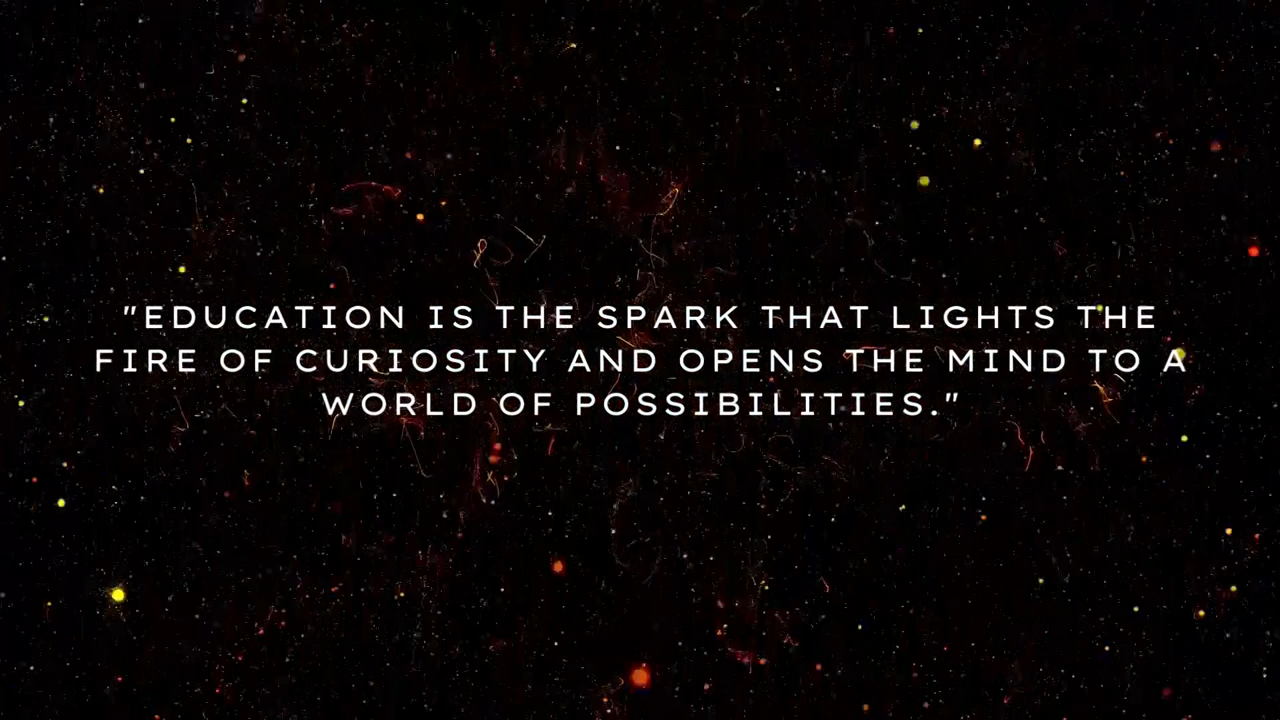 "EDUCATION IS THE SPARK THAT LIGHTS THE
FIRE OF CURIOSITY AND OPENS THE MIND TO A
WORLD OF POSSIBILITIES."